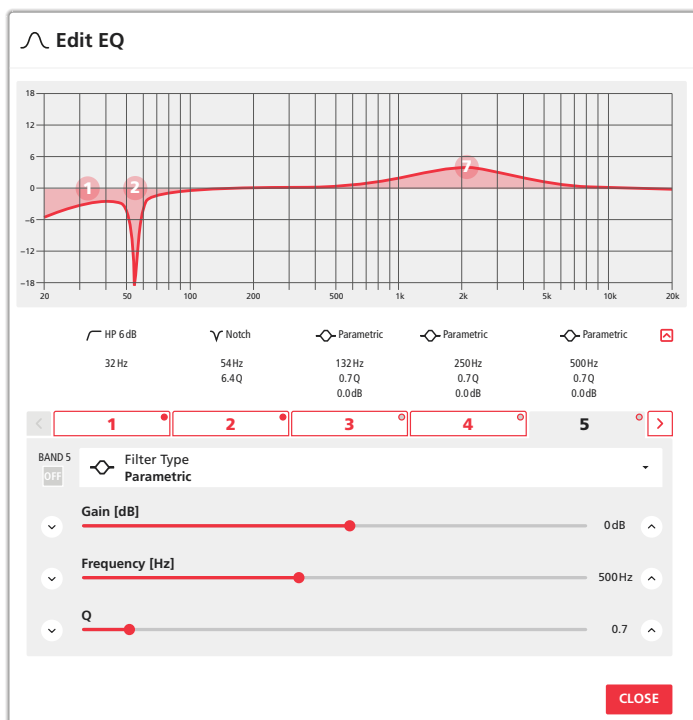 Edit EQ
18
12
6
0
–6
–12
–18
1 2 7
20 50 100 200 500 1k 2k 5k 10k 20k
HP 6 dB Notch Parametric Parametric Parametric
32 Hz 54 Hz 132 Hz 250 Hz 500 Hz
6.4 Q 0.7 Q 0.7 Q 0.7 Q
0.0 dB 0.0 dB 0.0 dB
1 2 3 4 5
BAND 5
OFF
Filter Type
Parametric
Gain [dB]
0 dB
Frequency [Hz]
500 Hz
Q
0.7
CLOSE